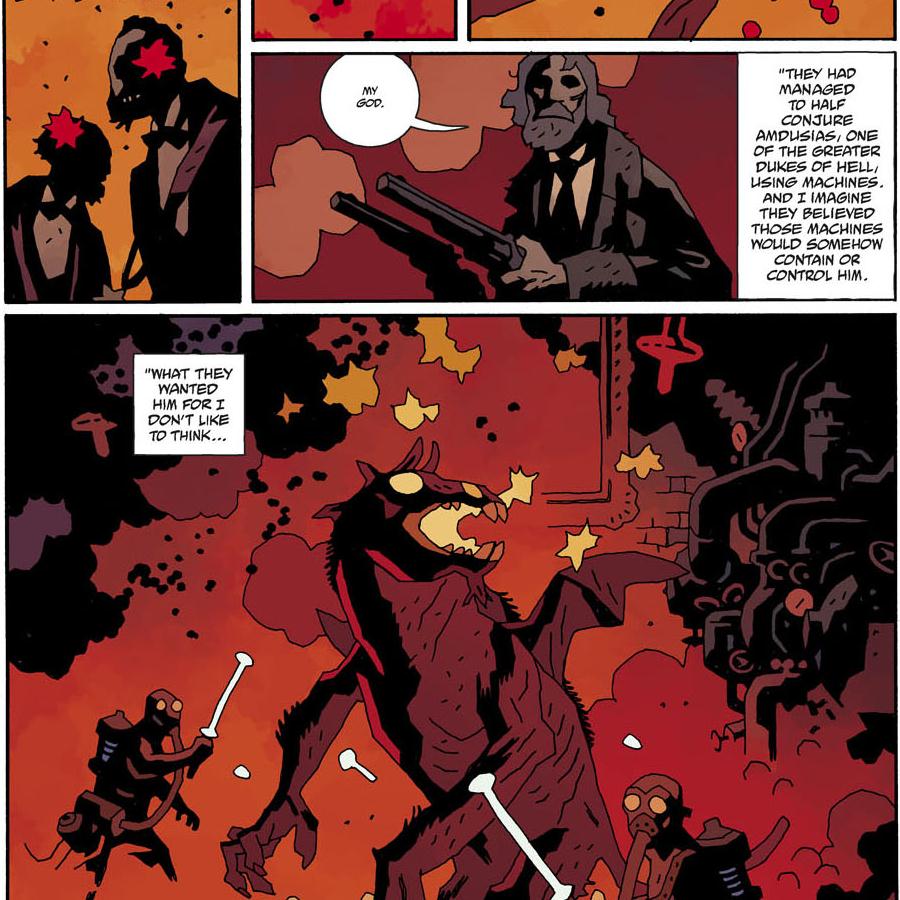 MY
GOD.
"THEY HAD
MANAGED
TO HALF
CONJURE
AMDUSIAS, ONE
OF THE GREATER
DUKES OF HELL,
USING MACHINES.
AND I IMAGINE
THEY BELIEVED
THOSE MACHINES
WOULD SOMEHOW
CONTAIN OR
CONTROL HIM.
"WHAT THEY
WANTED
HIM FOR I
DON'T LIKE
TO THINK...